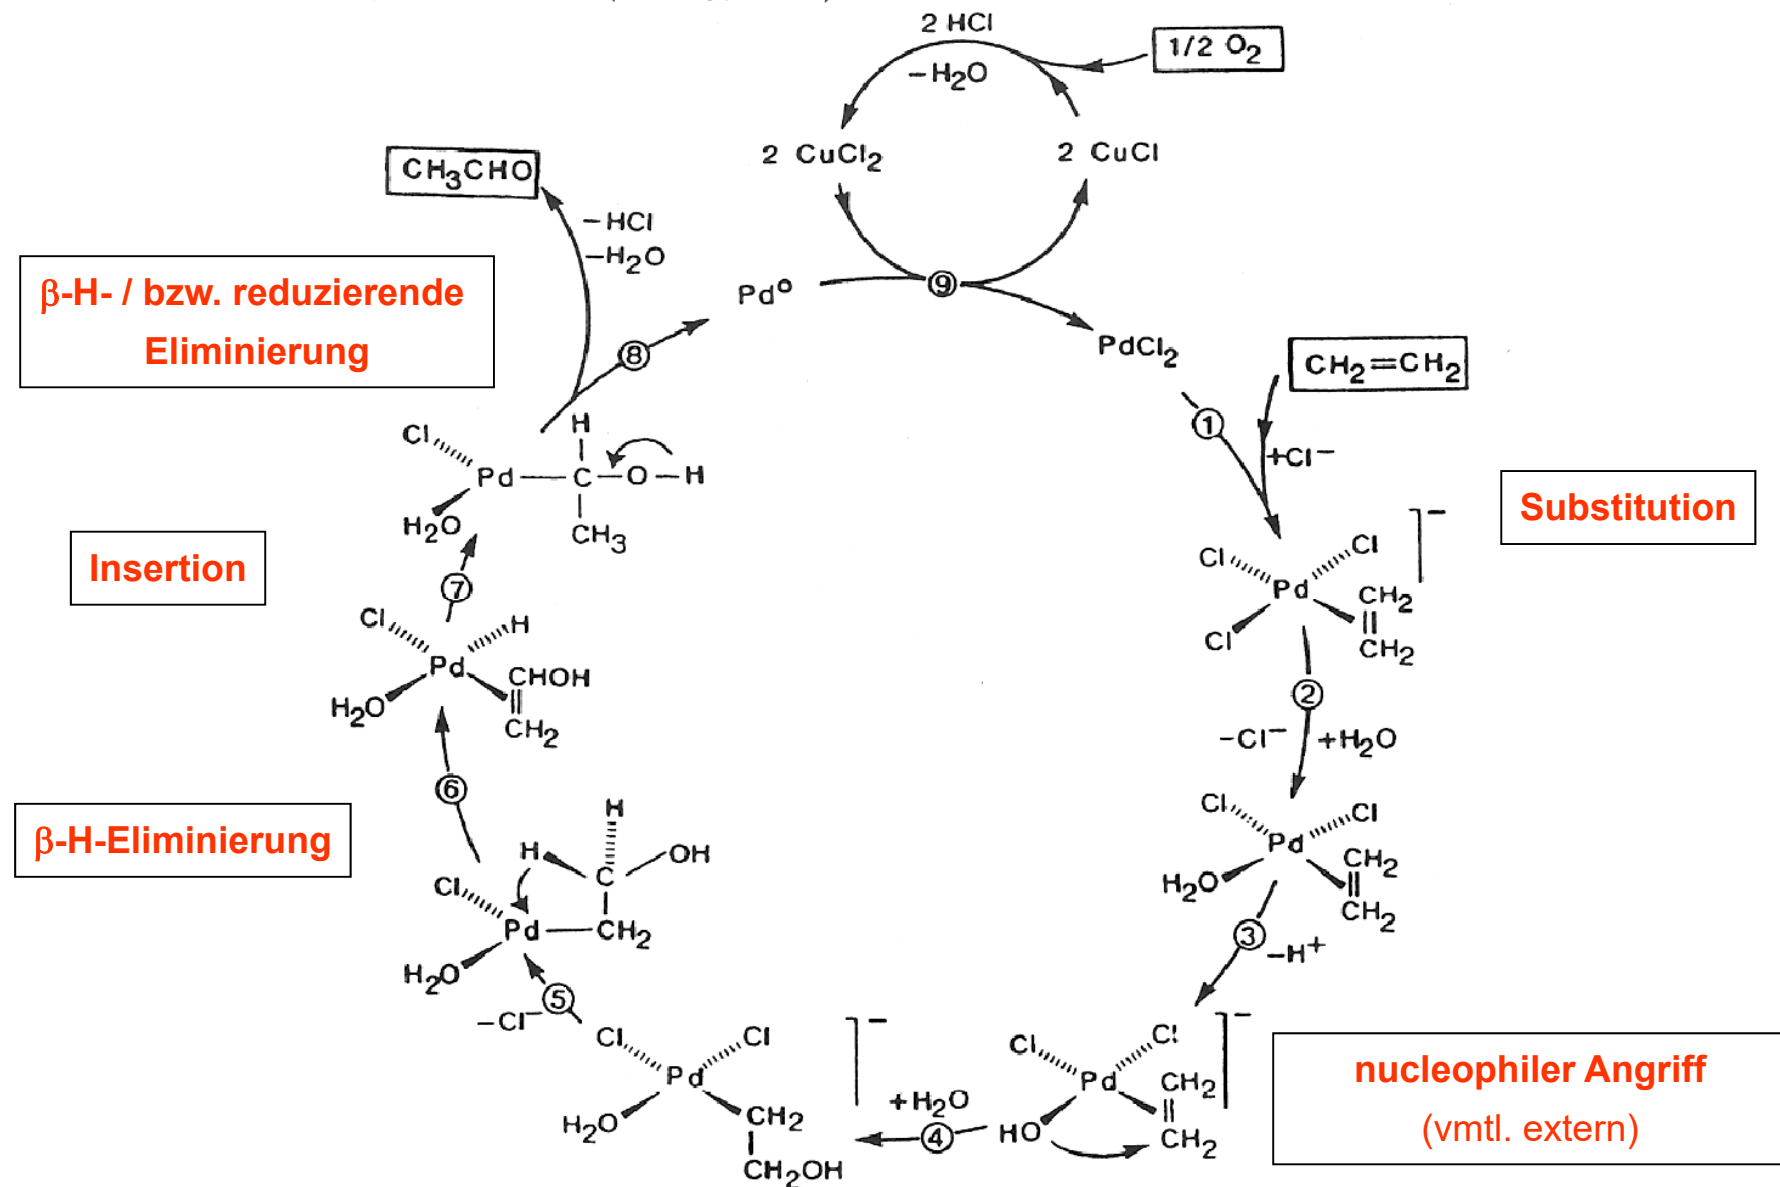 2 HCl
1/2 O₂
−H₂O
2 CuCl₂
2 CuCl
CH₃CHO
−HCl
−H₂O
β-H- / bzw. reduzierende
Eliminierung
Pd⁰
⑨
PdCl₂
CH₂=CH₂
⑧
①
+Cl⁻
Substitution
Cl
H
Pd—C—O—H
H₂O
CH₃
Insertion
⑦
Cl
Cl
Pd
]⁻
CH₂
Cl
CH₂
②
−Cl⁻
+H₂O
Cl
H
Pd
CHOH
H₂O
CH₂
⑥
β-H-Eliminierung
Cl
Cl
Pd
CH₂
H₂O
CH₂
③
−H⁺
H
H
C
OH
Cl
Pd
CH₂
H₂O
⑤
−Cl⁻
Cl
Cl
]⁻
Pd
H₂O
CH₂
CH₂OH
+H₂O
④
Cl
Cl
]⁻
Pd
CH₂
HO
CH₂
nucleophiler Angriff
(vmtl. extern)